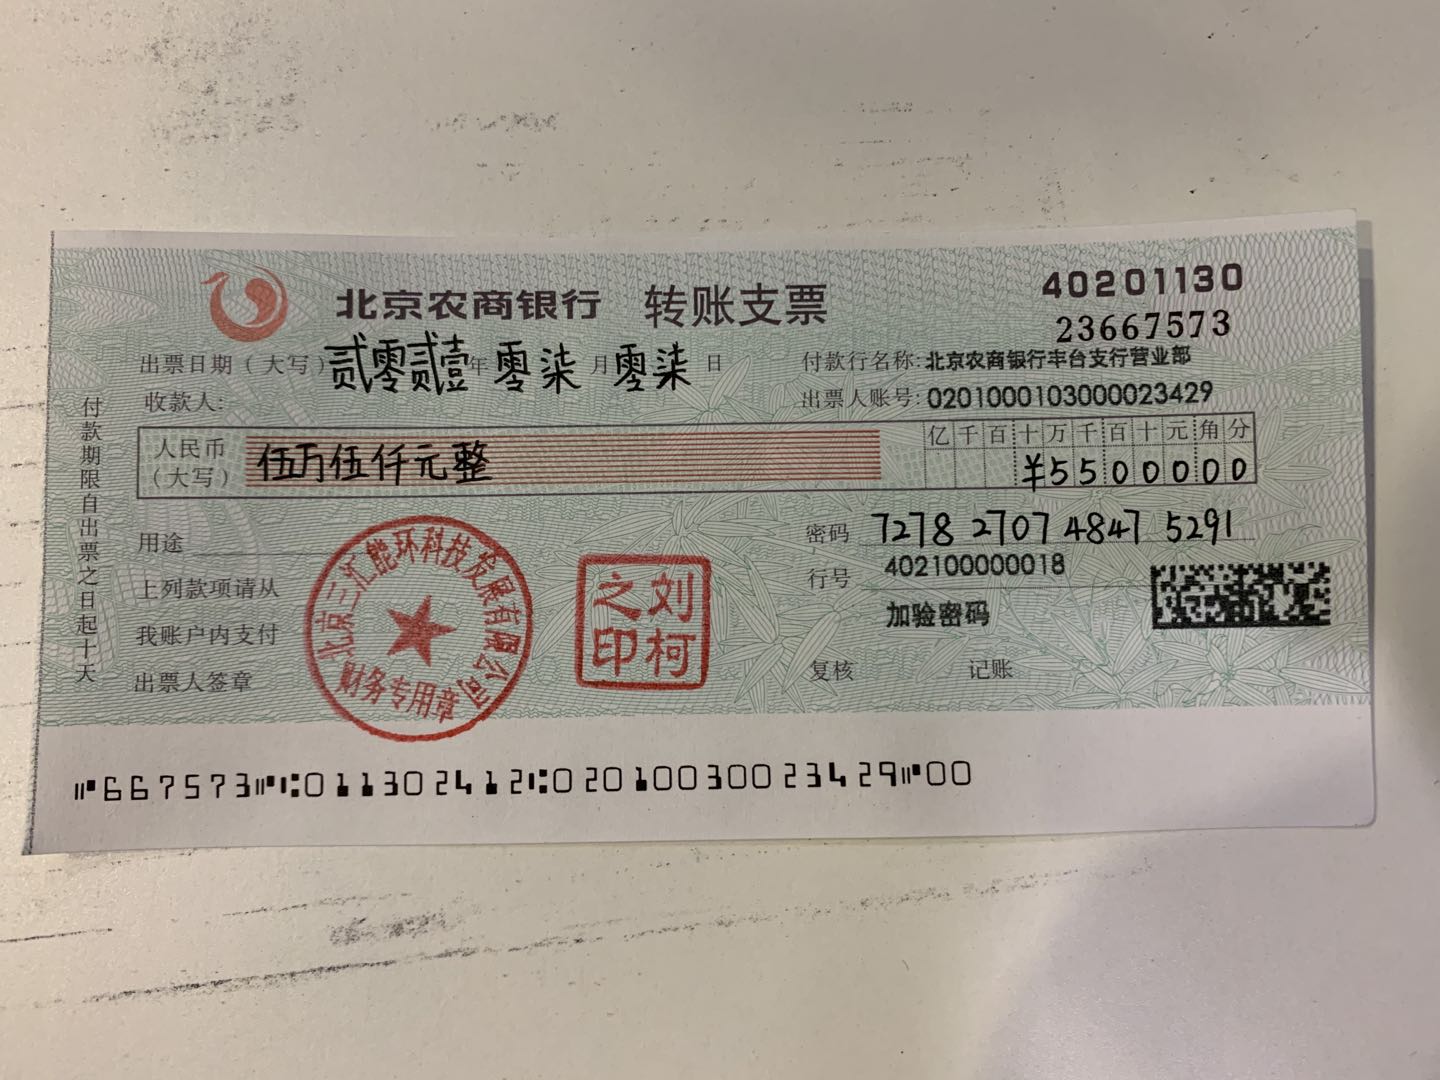 北京农商银行 转账支票
40201130
23667573
出票日期（大写）贰零贰壹年 零柒 月 零柒 日
付款行名称:北京农商银行丰台支行营业部
收款人:
出票人账号:0201000103000023429
付款期限自出票之日起十天
人民币
（大写）
伍万伍仟元整
亿千百十万千百十元角分
¥5500000
用途
密码 7278 2707 4847 5291
上列款项请从
行号 402100000018
我账户内支付
加验密码
出票人签章
复核 记账
北京三汇能环科技发展有限公司
财务专用章
刘柯
之印
⑈667573⑈⑆011302412⑆02010030023429⑈00